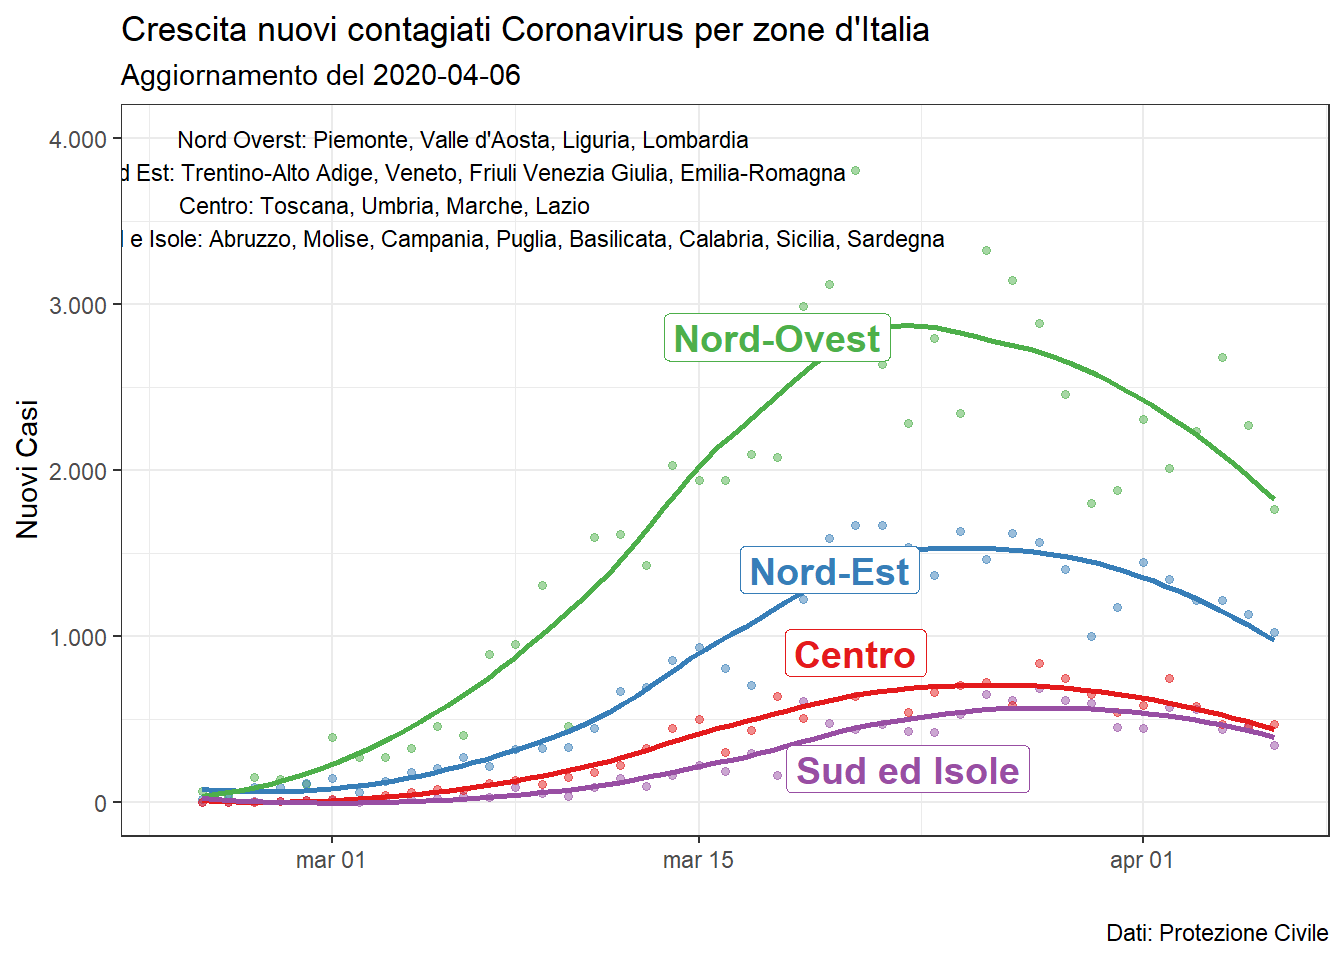 Crescita nuovi contagiati Coronavirus per zone d'Italia
Aggiornamento del 2020-04-06
4.000
Nord Overst: Piemonte, Valle d'Aosta, Liguria, Lombardia
d Est: Trentino-Alto Adige, Veneto, Friuli Venezia Giulia, Emilia-Romagna
Centro: Toscana, Umbria, Marche, Lazio
e Isole: Abruzzo, Molise, Campania, Puglia, Basilicata, Calabria, Sicilia, Sardegna
3.000
Nord-Ovest
2.000
Nuovi Casi
Nord-Est
1.000
Centro
Sud ed Isole
0
mar 01
mar 15
apr 01
Dati: Protezione Civile